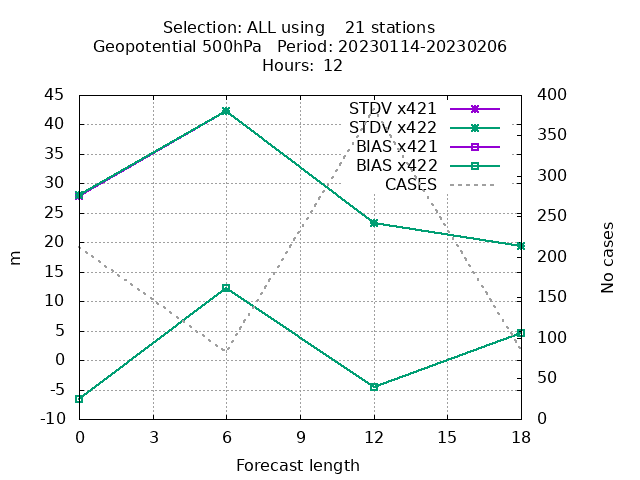 Selection: ALL using    21 stations
Geopotential 500hPa   Period: 20230114-20230206
Hours: 12
45
40
35
30
25
20
15
10
5
0
-5
-10
m
STDV x421
STDV x422
BIAS x421
BIAS x422
CASES
400
350
300
250
200
150
100
50
0
No cases
0 3 6 9 12 15 18
Forecast length